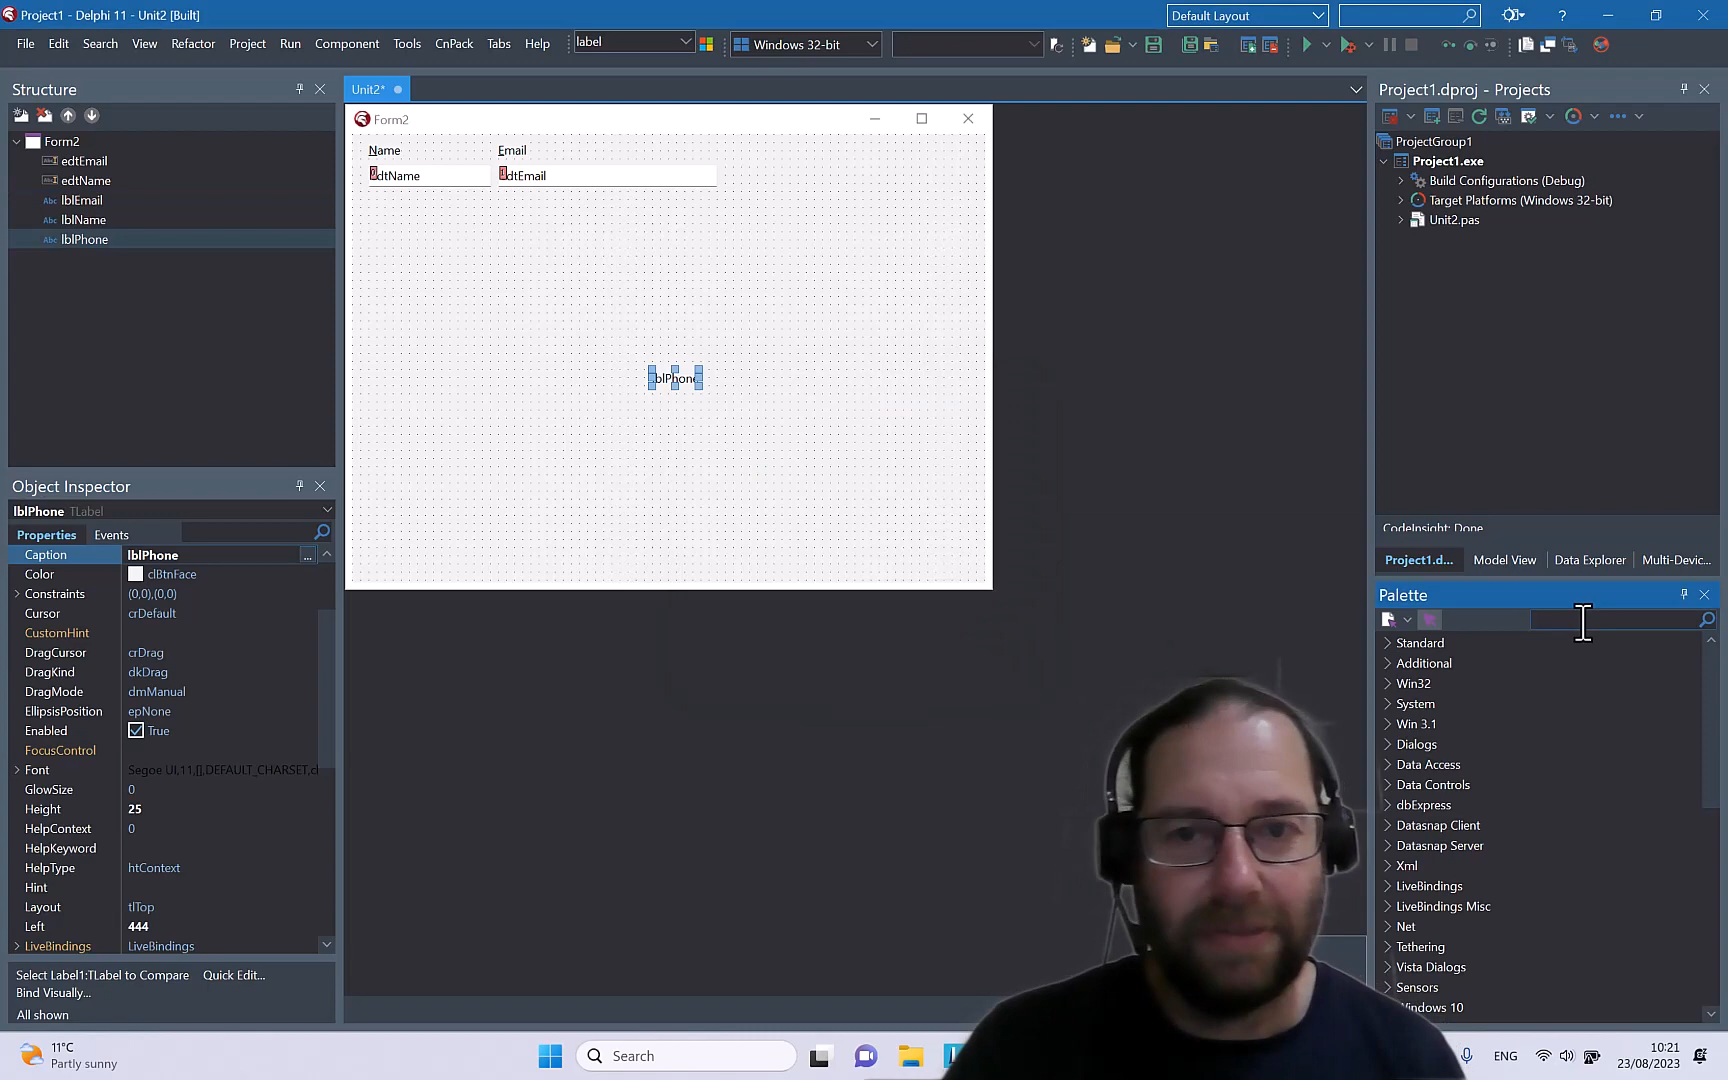 Project1 - Delphi 11 - Unit2 [Built]
Default Layout
File Edit Search View Refactor Project Run Component Tools CnPack Tabs Help
label
Windows 32-bit
Structure
Form2
edtEmail
edtName
lblEmail
lblName
lblPhone
Object Inspector
lblPhone TLabel
Properties Events
Caption lblPhone ...
Color clBtnFace
Constraints (0,0),(0,0)
Cursor crDefault
CustomHint
DragCursor crDrag
DragKind dkDrag
DragMode dmManual
EllipsisPosition epNone
Enabled True
FocusControl
Font Segoe UI,11,[],DEFAULT_CHARSET,cl
GlowSize 0
Height 25
HelpContext 0
HelpKeyword
HelpType htContext
Hint
Layout tlTop
Left 444
LiveBindings LiveBindings
Select Label1:TLabel to Compare Quick Edit...
Bind Visually...
All shown
Unit2*
Form2
Name Email
dtName dtEmail
lblPhone
Project1.dproj - Projects
ProjectGroup1
Project1.exe
Build Configurations (Debug)
Target Platforms (Windows 32-bit)
Unit2.pas
CodeInsight: Done
Project1.d... Model View Data Explorer Multi-Devic...
Palette
Standard
Additional
Win32
System
Win 3.1
Dialogs
Data Access
Data Controls
dbExpress
Datasnap Client
Datasnap Server
Xml
LiveBindings
LiveBindings Misc
Net
Tethering
Vista Dialogs
Sensors
Windows 10
11°C
Partly sunny
Search
ENG
10:21
23/08/2023